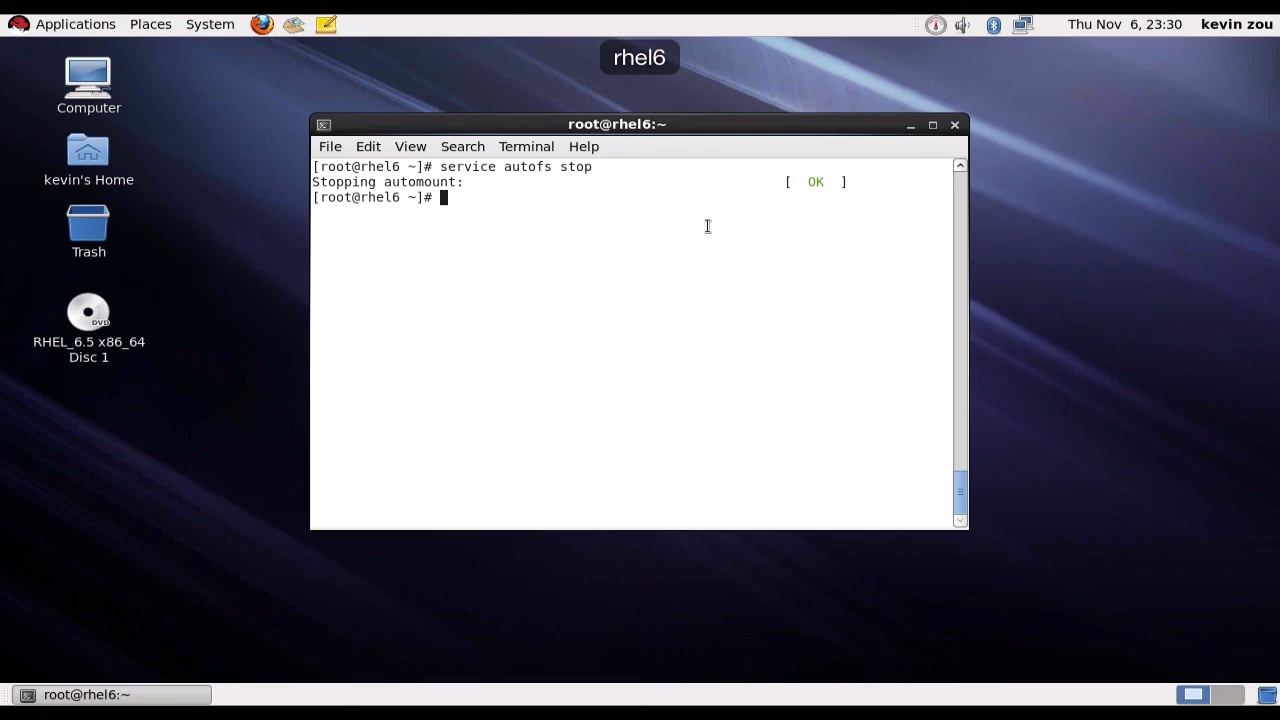 Applications Places System Thu Nov 6, 23:30 kevin zou
rhel6
Computer
kevin's Home
Trash
DVD
RHEL_6.5 x86_64
Disc 1
root@rhel6:~
File Edit View Search Terminal Help
[root@rhel6 ~]# service autofs stop
Stopping automount: [ OK ]
[root@rhel6 ~]#
root@rhel6:~